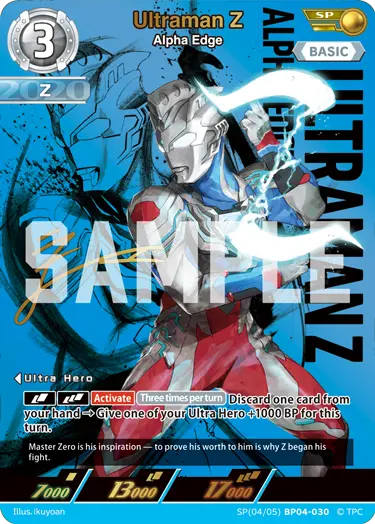 Ultraman Z
Alpha Edge
3
SP
BASIC
2020
Z
ULTRAMAN Z
ALPHA EDGE
SAMPLE
Ultra Hero
Activate Three times per turn Discard one card from
your hand → Give one of your Ultra Hero +1000 BP for this
turn.
Master Zero is his inspiration — to prove his worth to him is why Z began his
fight.
7000 13000 17000
Illus. ikuyoan SP(04/05) BP04-030 © TPC